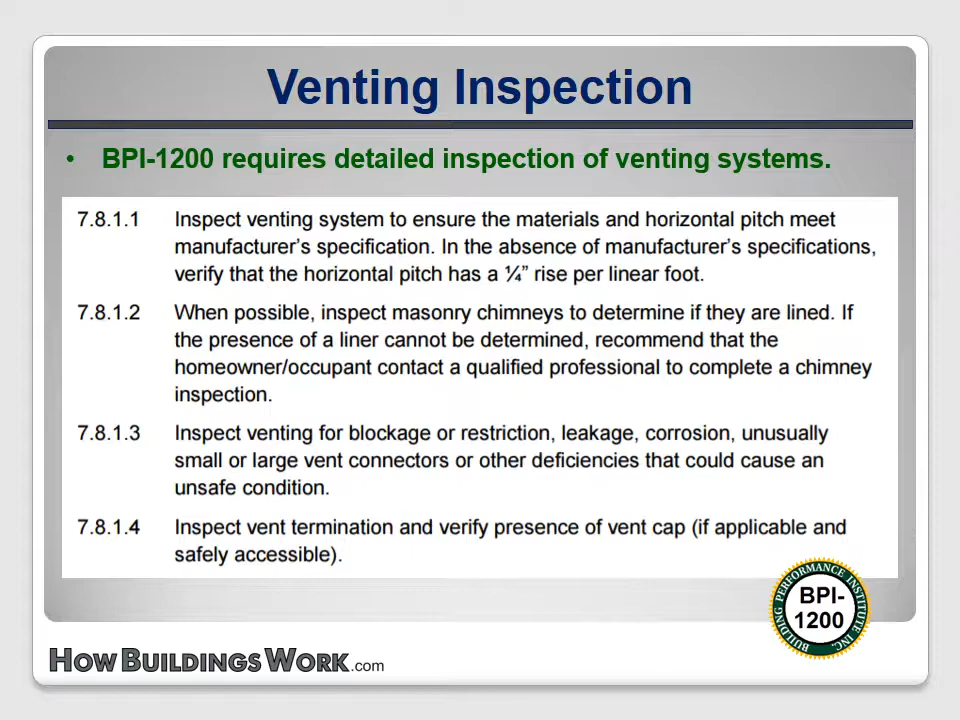 Venting Inspection
• BPI-1200 requires detailed inspection of venting systems.
7.8.1.1 Inspect venting system to ensure the materials and horizontal pitch meet
manufacturer's specification. In the absence of manufacturer's specifications,
verify that the horizontal pitch has a ¼” rise per linear foot.
7.8.1.2 When possible, inspect masonry chimneys to determine if they are lined. If
the presence of a liner cannot be determined, recommend that the
homeowner/occupant contact a qualified professional to complete a chimney
inspection.
7.8.1.3 Inspect venting for blockage or restriction, leakage, corrosion, unusually
small or large vent connectors or other deficiencies that could cause an
unsafe condition.
7.8.1.4 Inspect vent termination and verify presence of vent cap (if applicable and
safely accessible).
BUILDING PERFORMANCE INSTITUTE INC.
BPI-
1200
HOWBUILDINGSWORK.com